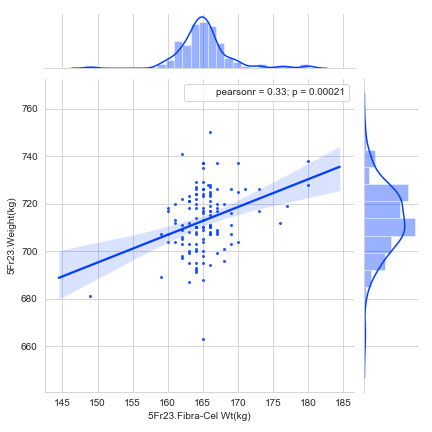 pearsonr = 0.33; p = 0.00021
760
740
720
700
680
660
5Fr23.Weight(kg)
145 150 155 160 165 170 175 180 185
5Fr23.Fibra-Cel Wt(kg)